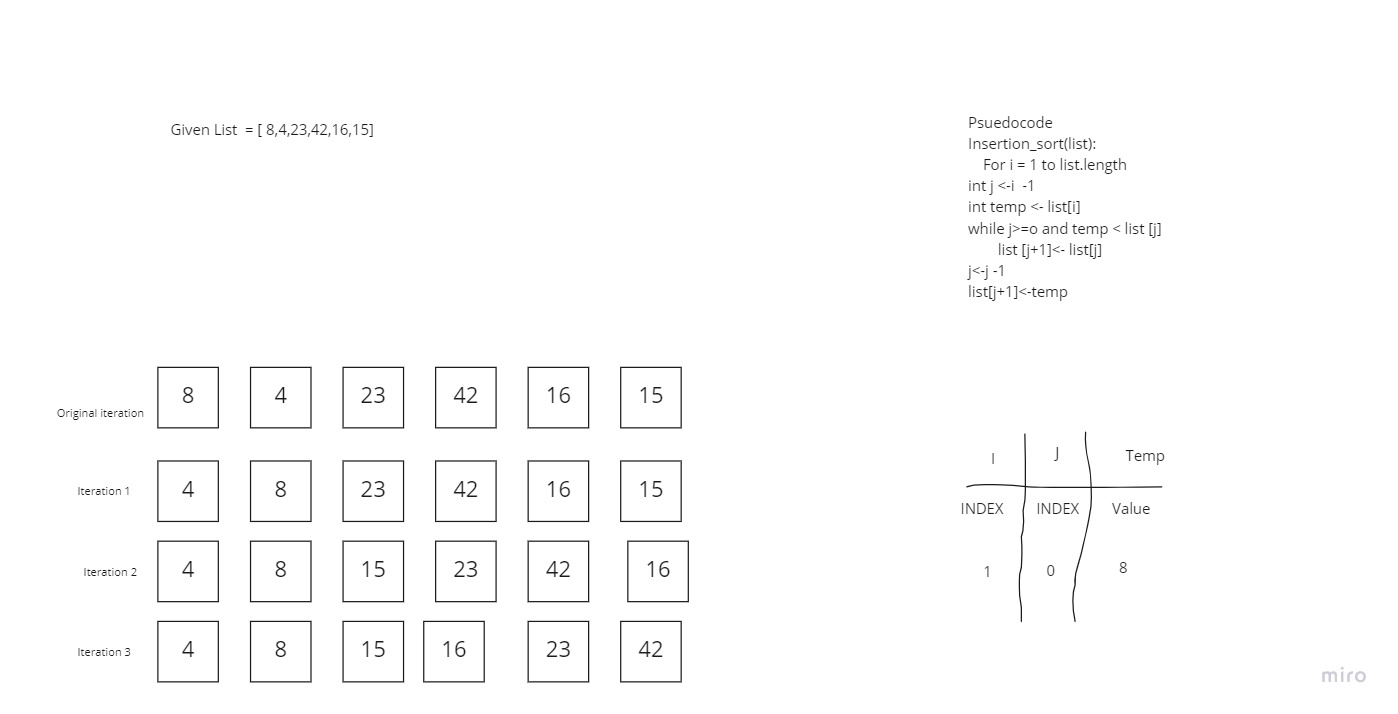 Given List  = [ 8,4,23,42,16,15]
Psuedocode
Insertion_sort(list):
For i = 1 to list.length
int j <-i  -1
int temp <- list[i]
while j>=o and temp < list [j]
list [j+1]<- list[j]
j<-j -1
list[j+1]<-temp
Original iteration 8 4 23 42 16 15
Iteration 1 4 8 23 42 16 15
Iteration 2 4 8 15 23 42 16
Iteration 3 4 8 15 16 23 42
I J Temp
INDEX INDEX Value
1 0 8
miro